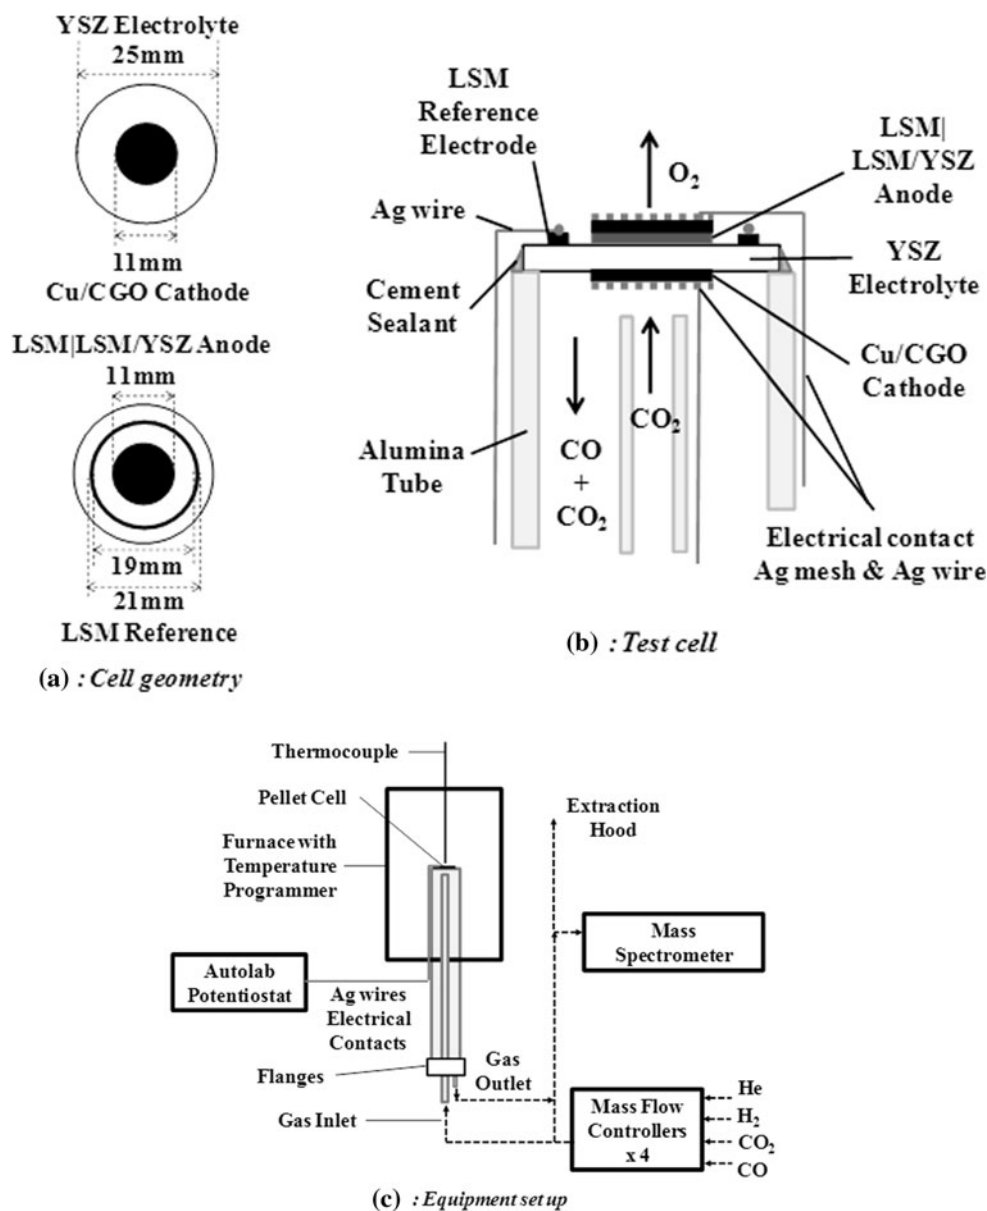 YSZ Electrolyte
25mm
11mm
Cu/CGO Cathode
LSM|LSM/YSZ Anode
11mm
19mm
21mm
LSM Reference
(a) : Cell geometry
LSM
Reference
Electrode
Ag wire
Cement
Sealant
Alumina
Tube
O₂
LSM|
LSM/YSZ
Anode
YSZ
Electrolyte
Cu/CGO
Cathode
CO₂
CO
+
CO₂
Electrical contact
Ag mesh & Ag wire
(b) : Test cell
Thermocouple
Pellet Cell
Furnace with
Temperature
Programmer
Autolab
Potentiostat
Ag wires
Electrical
Contacts
Flanges
Gas Inlet
Gas
Outlet
Extraction
Hood
Mass
Spectrometer
Mass Flow
Controllers
x 4
He
H₂
CO₂
CO
(c) : Equipment set up